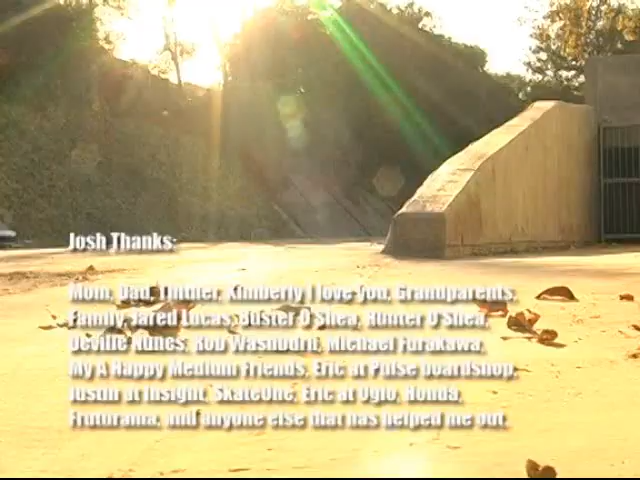 Josh Thanks:
Mom, Dad, Kimberly I love you, Grandparents,
Family, Jared Lucas, Buster O'Shea, Hunter O'Shea,
Deville Nunes, Rob Washburn, Michael Furakawa,
My A Happy Medium Friends, Eric at Pulse boardshop,
Justin at Insight, SkateOne, Eric at Oglo, Honda,
Fruturama, and anyone else that has helped me out.